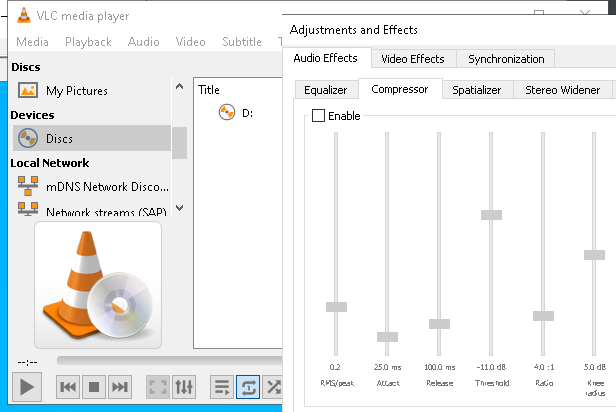 VLC media player
Media Playback Audio Video Subtitle
Discs
My Pictures
Devices
Discs
Local Network
mDNS Network Disco...
Network streams (SAP)
Title
D:
--:--
Adjustments and Effects
Audio Effects Video Effects Synchronization
Equalizer Compressor Spatializer Stereo Widener
Enable
0.2 25.0 ms 100.0 ms -11.0 dB 4.0 :1 5.0 dB
RMS/peak Attack Release Threshold Ratio Knee
radius